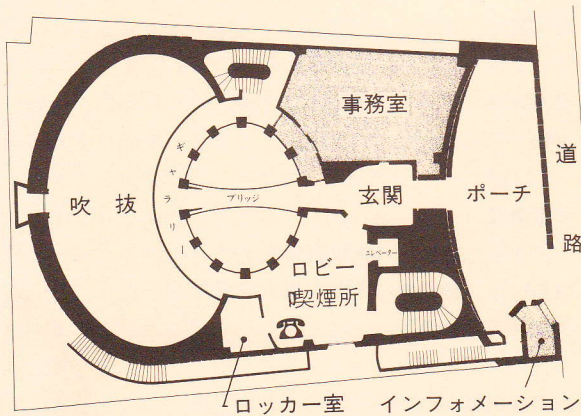 事務室
道路
吹抜
ギャラリー
ブリッジ
玄関
ポーチ
エレベーター
ロビー
喫煙所
ロッカー室
インフォメーション